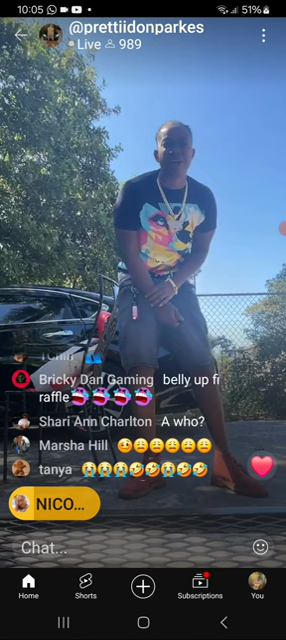 10:05
51%
@prettiidonparkes
Live 989
Bricky Dan Gaming belly up fi
raffle
Shari Ann Charlton A who?
Marsha Hill 🤨😩😩😩😩😩
tanya 😭😭😭🤣🤣😭🤣🤣
NICO...
Chat...
Home
Shorts
Subscriptions
You